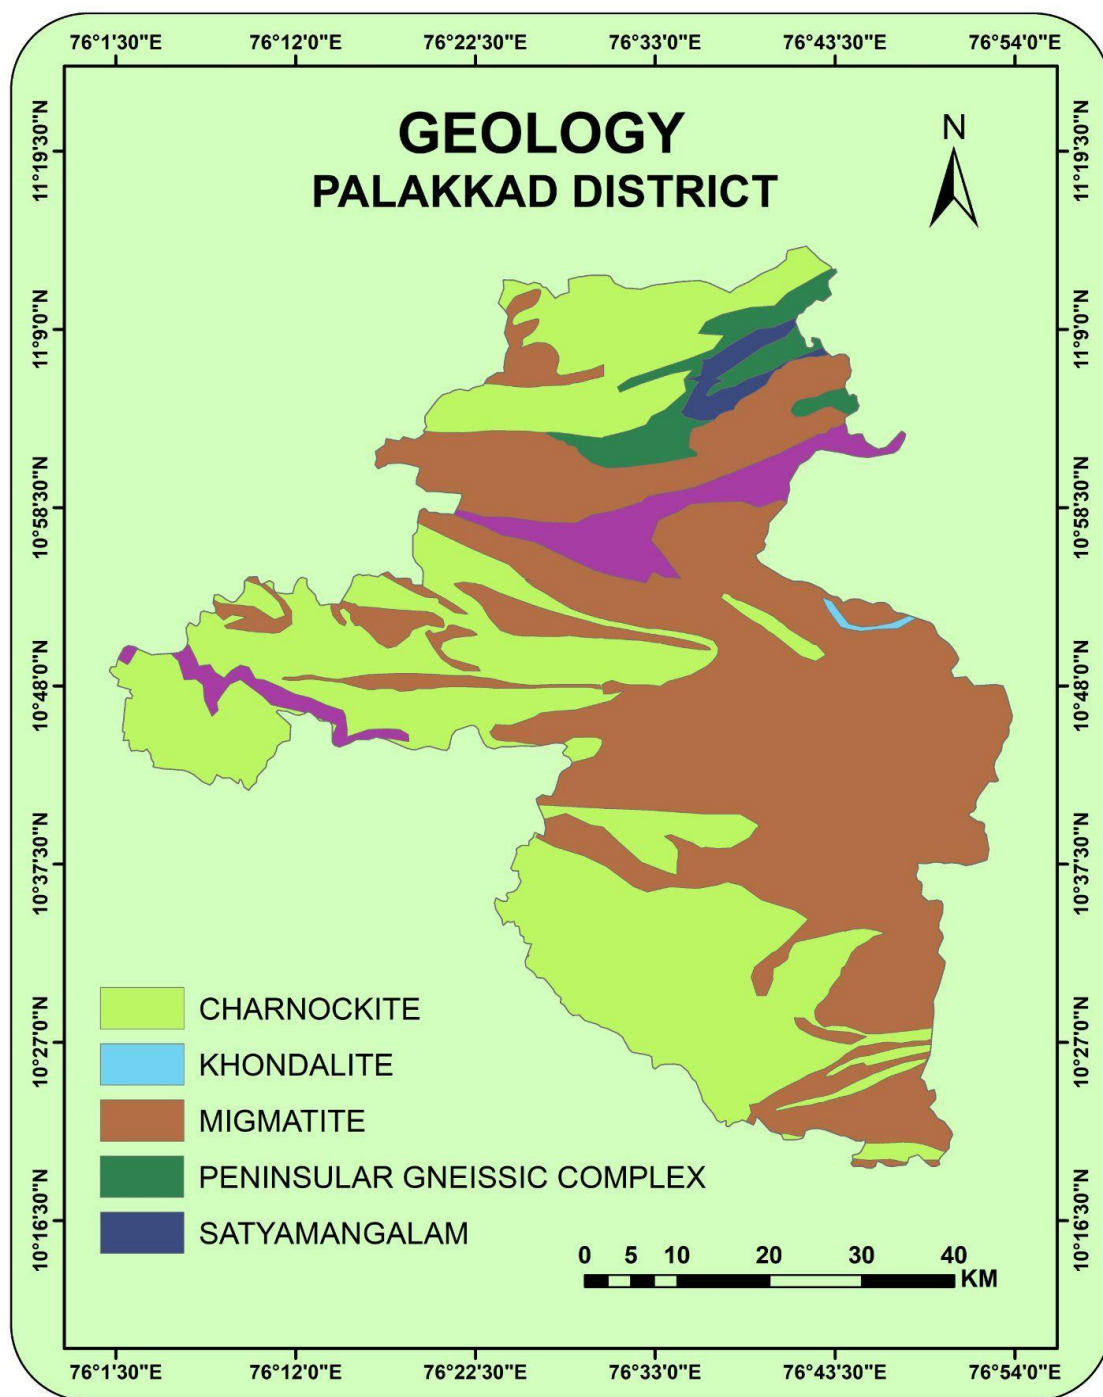 76°1'30"E 76°12'0"E 76°22'30"E 76°33'0"E 76°43'30"E 76°54'0"E
GEOLOGY
PALAKKAD DISTRICT
N
11°19'30"N 11°19'30"N
11°9'0"N 11°9'0"N
10°58'30"N 10°58'30"N
10°48'0"N 10°48'0"N
10°37'30"N 10°37'30"N
10°27'0"N 10°27'0"N
10°16'30"N 10°16'30"N
CHARNOCKITE
KHONDALITE
MIGMATITE
PENINSULAR GNEISSIC COMPLEX
SATYAMANGALAM
0 5 10 20 30 40
KM
76°1'30"E 76°12'0"E 76°22'30"E 76°33'0"E 76°43'30"E 76°54'0"E